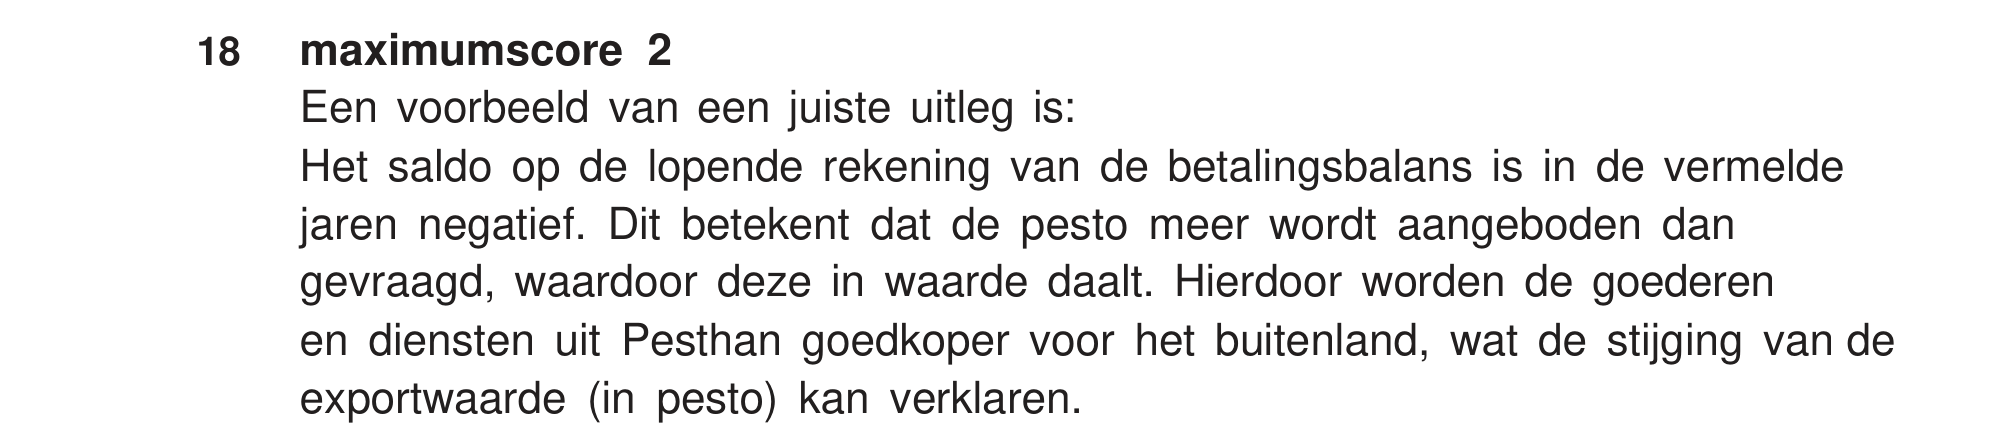 18 maximumscore 2
Een voorbeeld van een juiste uitleg is:
Het saldo op de lopende rekening van de betalingsbalans is in de vermelde
jaren negatief. Dit betekent dat de pesto meer wordt aangeboden dan
gevraagd, waardoor deze in waarde daalt. Hierdoor worden de goederen
en diensten uit Pesthan goedkoper voor het buitenland, wat de stijging van de
exportwaarde (in pesto) kan verklaren.